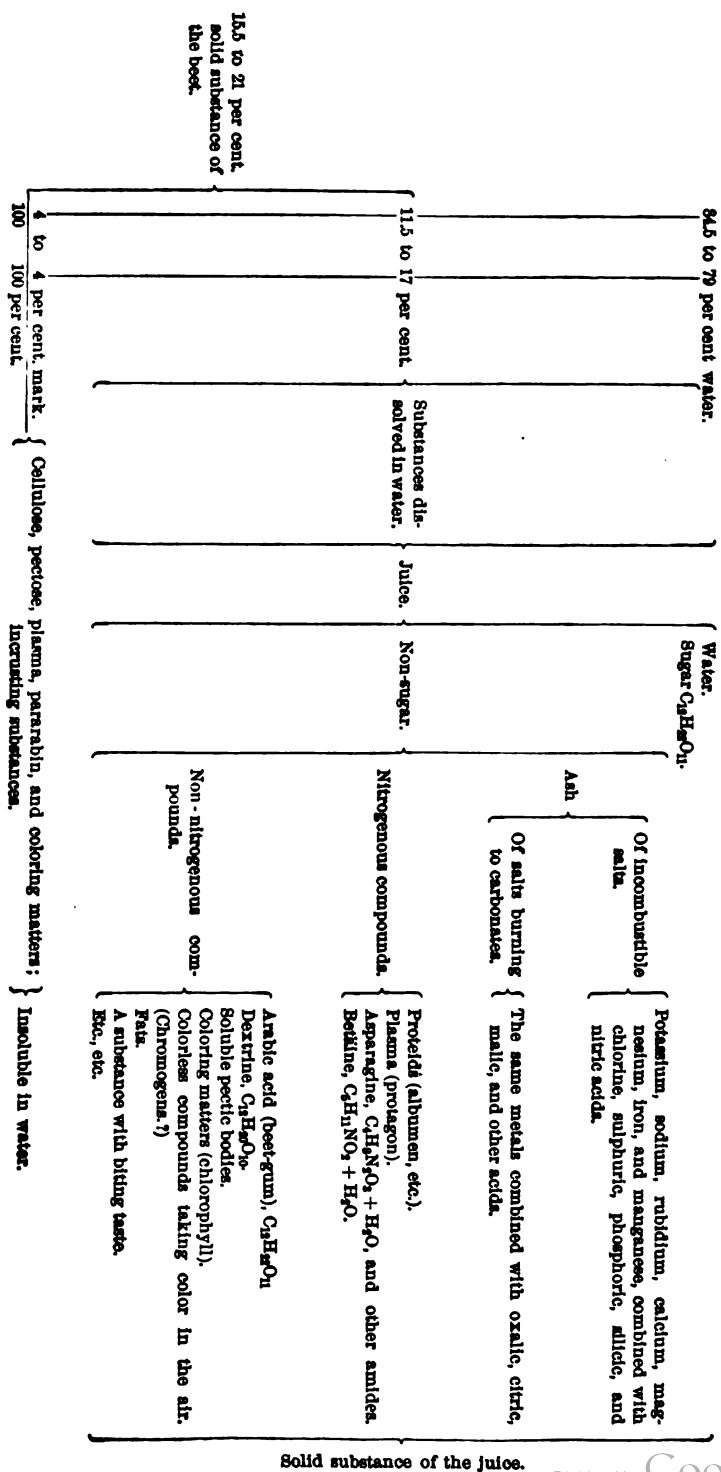 84.5 to 79 per cent water.
15.5 to 21 per cent.
solid substance of
the beet.
11.5 to 17 per cent.
4 to 4 per cent. mark.
100 100 per cent.
Substances dis-
solved in water.
Juice.
Water.
Sugar C₁₂H₂₂O₁₁.
Non-sugar.
Ash
Of incombustible
salts.
Potassium, sodium, rubidium, calcium, mag-
nesium, iron, and manganese, combined with
chlorine, sulphuric, phosphoric, silicic, and
nitric acids.
Of salts burning
to carbonates.
The same metals combined with oxalic, citric,
malic, and other acids.
Nitrogenous compounds.
Proteids (albumen, etc.).
Plasma (protagon).
Asparagine, C₄H₈N₂O₃ + H₂O, and other amides.
Betäine, C₅H₁₁NO₂ + H₂O.
Non-nitrogenous com-
pounds.
Arabic acid (beet-gum), C₁₂H₂₂O₁₁
Dextrine, C₁₂H₂₀O₁₀.
Soluble pectic bodies.
Coloring matters (chlorophyll).
Colorless compounds taking color in the air.
(Chromogens.?)
Fats.
A substance with biting taste.
Etc., etc.
Cellulose, pectose, plasma, pararabin, and coloring matters;
incrusting substances.
Insoluble in water.
Solid substance of the juice.